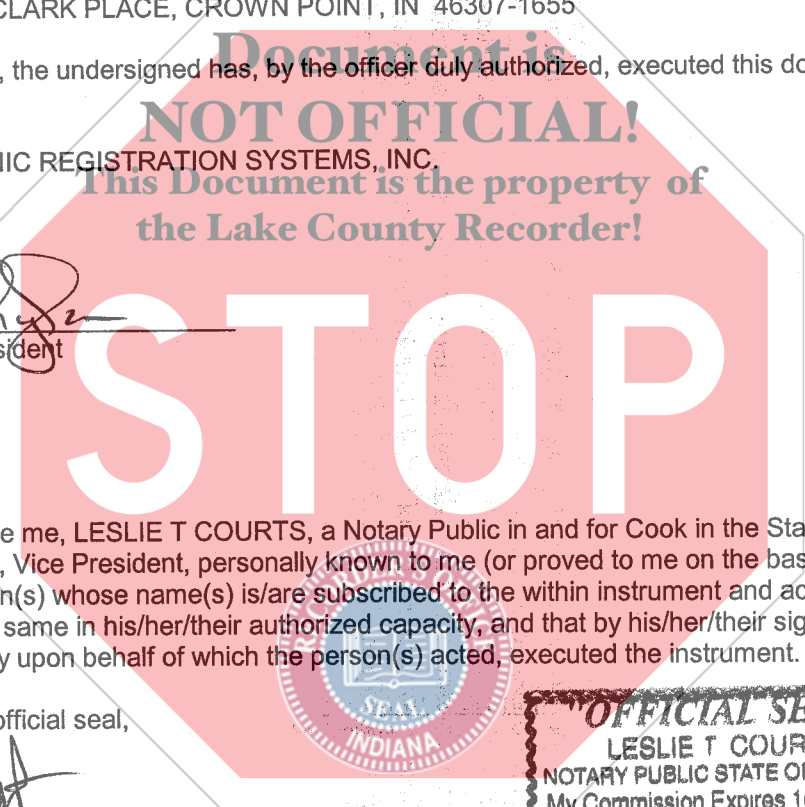 CLARK PLACE, CROWN POINT, IN 46307-1655
Document is
, the undersigned has, by the officer duly authorized, executed this do
NOT OFFICIAL!
NIC REGISTRATION SYSTEMS, INC.
This Document is the property of
the Lake County Recorder!
sident
STOP
e me, LESLIE T COURTS, a Notary Public in and for Cook in the Sta
, Vice President, personally known to me (or proved to me on the bas
n(s) whose name(s) is/are subscribed to the within instrument and ac
same in his/her/their authorized capacity, and that by his/her/their sig
y upon behalf of which the person(s) acted, executed the instrument.
RECORDER'S OFFICE
SEAL
INDIANA
official seal,
"OFFICIAL SE
LESLIE T COUR
NOTARY PUBLIC STATE O
My Commission Expires 1